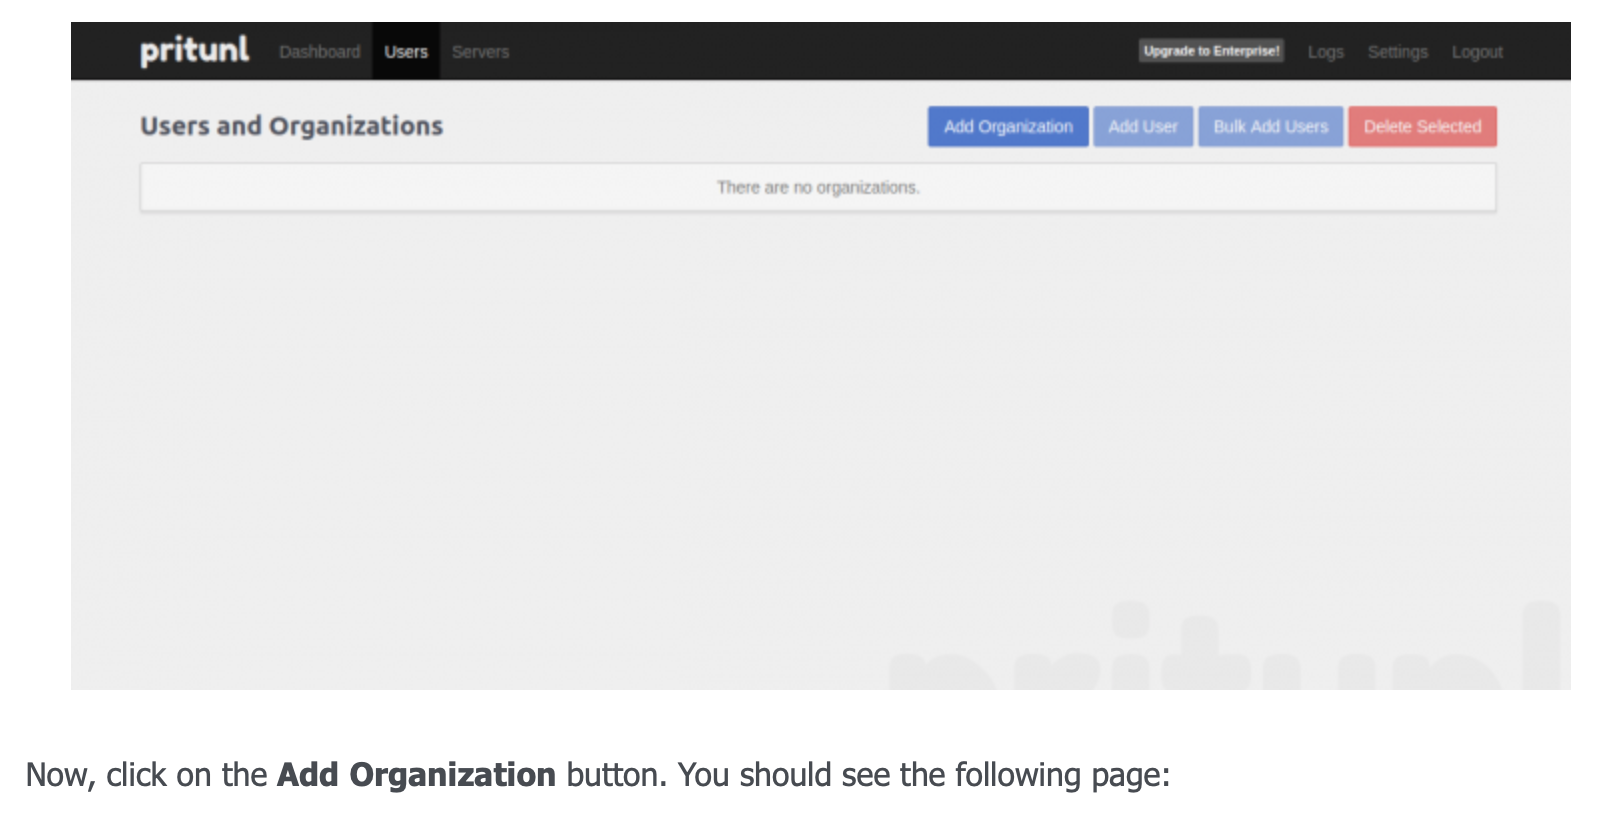 pritunl Dashboard Users Servers Upgrade to Enterprise! Logs Settings Logout
Users and Organizations Add Organization Add User Bulk Add Users Delete Selected
There are no organizations.
pritunl
Now, click on the Add Organization button. You should see the following page: